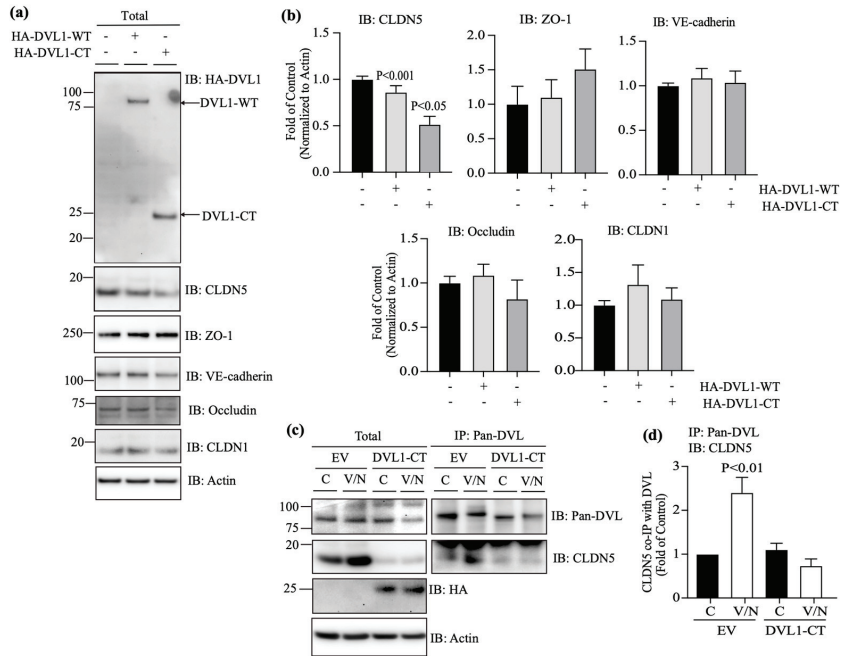 (a)
Total
HA-DVL1-WT - + -
HA-DVL1-CT - - +
IB: HA-DVL1
100
75
DVL1-WT
25
DVL1-CT
20
20
IB: CLDN5
250
IB: ZO-1
100
IB: VE-cadherin
75
IB: Occludin
20
IB: CLDN1
IB: Actin
(b)
IB: CLDN5
Fold of Control
(Normalized to Actin)
1.5
1.0
0.5
0.0
P<0.001
P<0.05
- + -
- - +
IB: ZO-1
2.0
1.5
1.0
0.5
0.0
- + -
- - +
IB: VE-cadherin
1.5
1.0
0.5
0.0
- + - HA-DVL1-WT
- - + HA-DVL1-CT
IB: Occludin
Fold of Control
(Normalized to Actin)
1.5
1.0
0.5
0.0
- + -
- - +
IB: CLDN1
2.0
1.5
1.0
0.5
0.0
- + - HA-DVL1-WT
- - + HA-DVL1-CT
(c)
Total IP: Pan-DVL
EV DVL1-CT EV DVL1-CT
C V/N C V/N C V/N C V/N
100
75
IB: Pan-DVL
20
IB: CLDN5
25
IB: HA
IB: Actin
(d)
IP: Pan-DVL
IB: CLDN5
CLDN5 co-IP with DVL
(Fold of Control)
3
2
1
0
P<0.01
C V/N C V/N
EV DVL1-CT